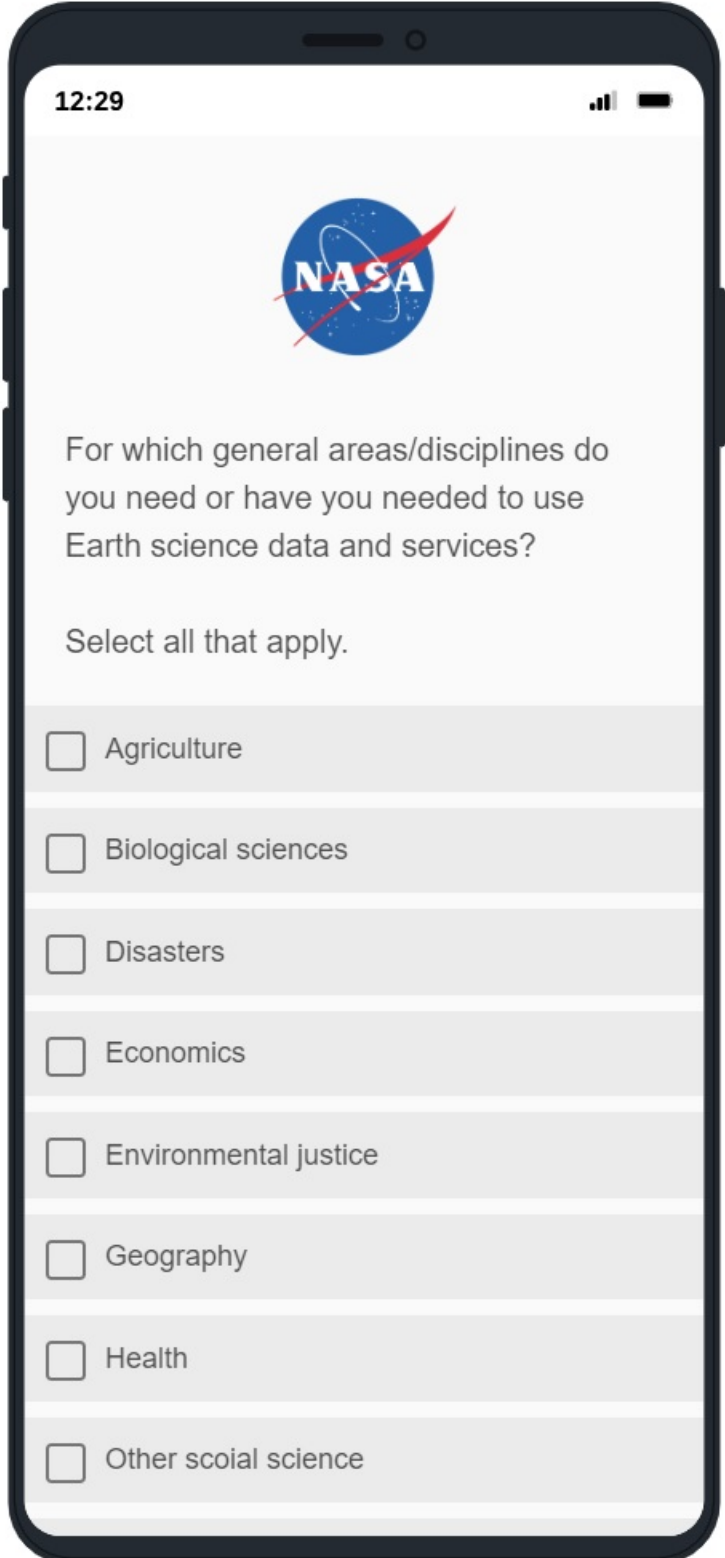 12:29
NASA
For which general areas/disciplines do
you need or have you needed to use
Earth science data and services?
Select all that apply.
Agriculture
Biological sciences
Disasters
Economics
Environmental justice
Geography
Health
Other scoial science